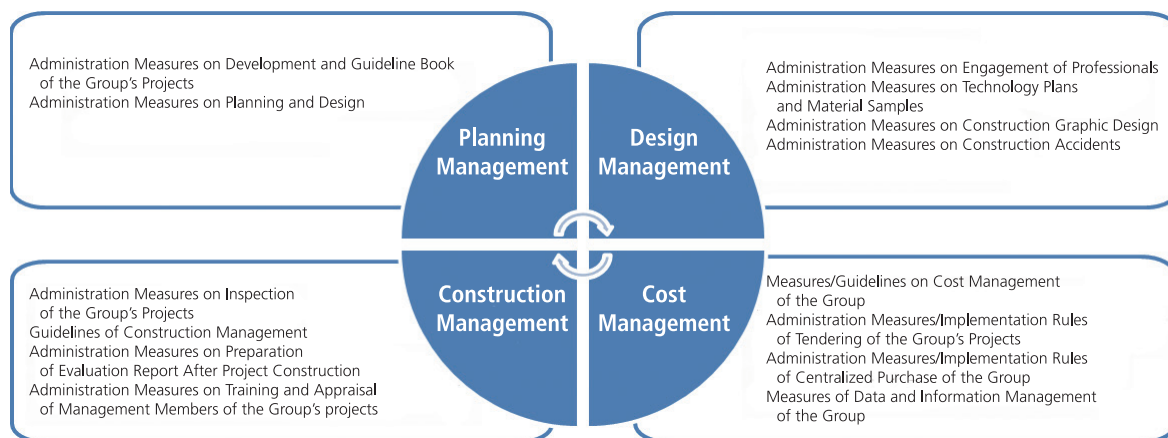 Administration Measures on Development and Guideline Book
of the Group's Projects
Administration Measures on Planning and Design
Planning
Management
Design
Management
Administration Measures on Engagement of Professionals
Administration Measures on Technology Plans
and Material Samples
Administration Measures on Construction Graphic Design
Administration Measures on Construction Accidents
Administration Measures on Inspection
of the Group's Projects
Guidelines of Construction Management
Administration Measures on Preparation
of Evaluation Report After Project Construction
Administration Measures on Training and Appraisal
of Management Members of the Group's projects
Construction
Management
Cost
Management
Measures/Guidelines on Cost Management
of the Group
Administration Measures/Implementation Rules
of Tendering of the Group's Projects
Administration Measures/Implementation Rules
of Centralized Purchase of the Group
Measures of Data and Information Management
of the Group